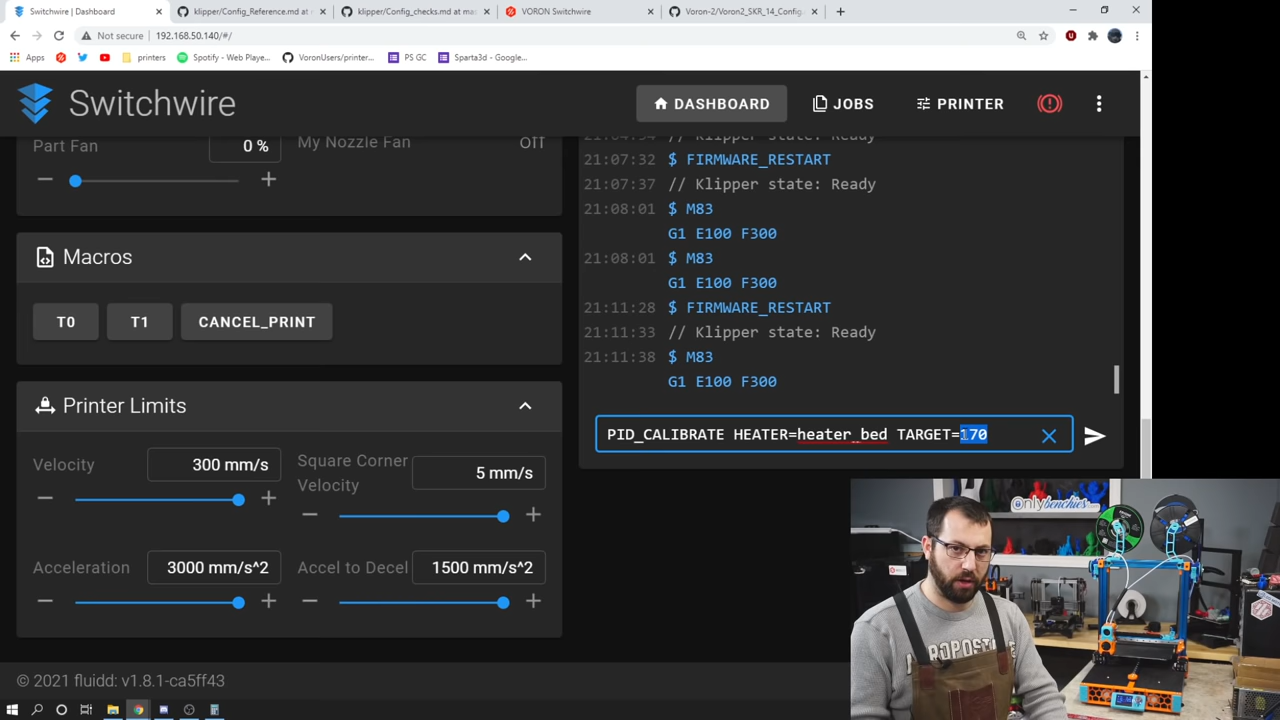 Switchwire | Dashboard
klipper/Config_Reference.md at m
klipper/Config_checks.md at mas
VORON Switchwire
Voron-2/Voron2_SKR_14_Config.
Not secure 192.168.50.140/#/
Apps
printers
Spotify - Web Playe...
VoronUsers/printer...
PS GC
Sparta3d - Google...
Switchwire
DASHBOARD
JOBS
PRINTER
Part Fan
0 %
My Nozzle Fan
Off
Macros
T0
T1
CANCEL_PRINT
Printer Limits
Velocity
300 mm/s
Square Corner
Velocity
5 mm/s
Acceleration
3000 mm/s^2
Accel to Decel
1500 mm/s^2
// Klipper state: Ready
21:07:32 $ FIRMWARE_RESTART
21:07:37 // Klipper state: Ready
21:08:01 $ M83
G1 E100 F300
21:08:01 $ M83
G1 E100 F300
21:11:28 $ FIRMWARE_RESTART
21:11:33 // Klipper state: Ready
21:11:38 $ M83
G1 E100 F300
PID_CALIBRATE HEATER=heater_bed TARGET=170
© 2021 fluidd: v1.8.1-ca5ff43
Onlybenchies.com